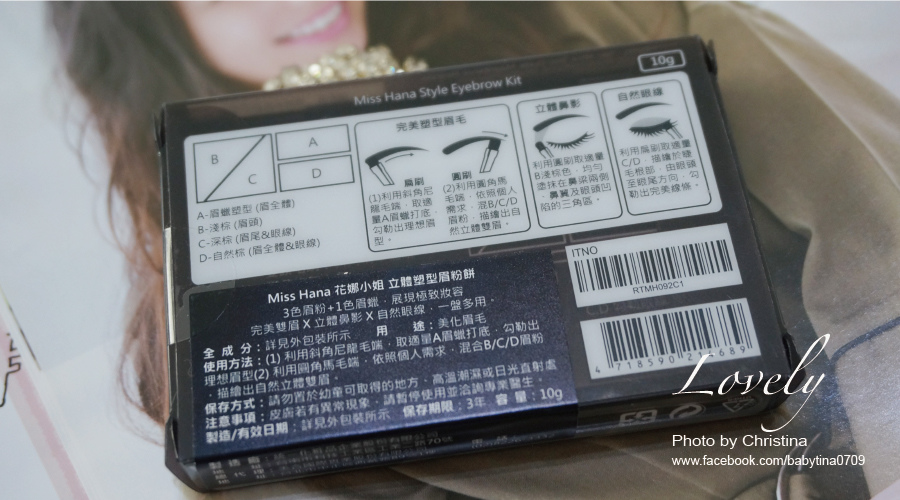 Miss Hana Style Eyebrow Kit
10g
B
C
A
D
A-眉蠟塑型 (眉全體)
B-淺棕 (眉頭)
C-深棕 (眉尾&眼線)
D-自然棕 (眉全體&眼線)
完美塑型眉毛
扁刷
(1)利用斜角尼
龍毛端，取適
量A眉蠟打底，
勾勒出理想眉
型。
圓刷
(2)利用圓角馬
毛端，依照個人
需求，混B/C/D
眉粉，描繪出自
然立體雙眉。
立體鼻影
利用圓刷取適量
B淺棕色，均勻
塗抹在鼻梁兩側
、鼻翼及眼頭凹
陷的三角區。
自然眼線
利用扁刷取適量
C/D，描繪於睫
毛根部，由眼頭
至眼尾方向，勾
勒出完美線條。
Miss Hana 花娜小姐 立體塑型眉粉餅
3色眉粉+1色眉蠟，展現極致妝容
完美雙眉 X 立體鼻影 X 自然眼線，一盤多用。
全 成 分：詳見外包裝所示 用 途：美化眉毛
使用方法：(1) 利用斜角尼龍毛端，取適量A眉蠟打底，勾勒出
理想眉型(2) 利用圓角馬毛端，依照個人需求，混合B/C/D眉粉
，描繪出自然立體雙眉。
保存方式：請勿置於幼童可取得的地方，高溫潮濕或日光直射處
注意事項：皮膚若有異常現象，請暫停使用並洽詢專業醫生。
製造/有效日期：詳見外包裝所示 保存期限：3年 容 量：10g
ITNO
RTMH092C1
Lovely
Photo by Christina
www.facebook.com/babytina0709